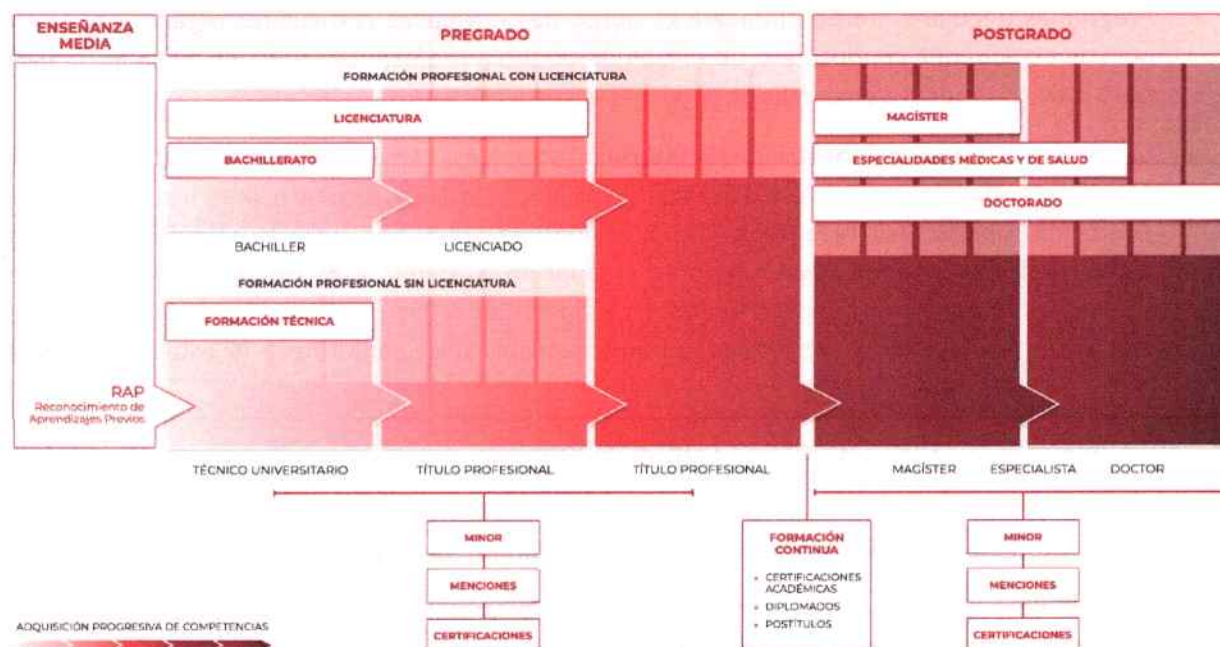 ENSEÑANZA
MEDIA
PREGRADO
POSTGRADO
FORMACIÓN PROFESIONAL CON LICENCIATURA
LICENCIATURA
MAGÍSTER
BACHILLERATO
ESPECIALIDADES MÉDICAS Y DE SALUD
DOCTORADO
BACHILLER
LICENCIADO
FORMACIÓN PROFESIONAL SIN LICENCIATURA
FORMACIÓN TÉCNICA
RAP
Reconocimiento de
Aprendizajes Previos
TÉCNICO UNIVERSITARIO
TÍTULO PROFESIONAL
TÍTULO PROFESIONAL
MAGÍSTER
ESPECIALISTA
DOCTOR
MINOR
MENCIONES
CERTIFICACIONES
FORMACIÓN
CONTINUA
• CERTIFICACIONES
ACADÉMICAS
• DIPLOMADOS
• POSTÍTULOS
MINOR
MENCIONES
CERTIFICACIONES
ADQUISICIÓN PROGRESIVA DE COMPETENCIAS